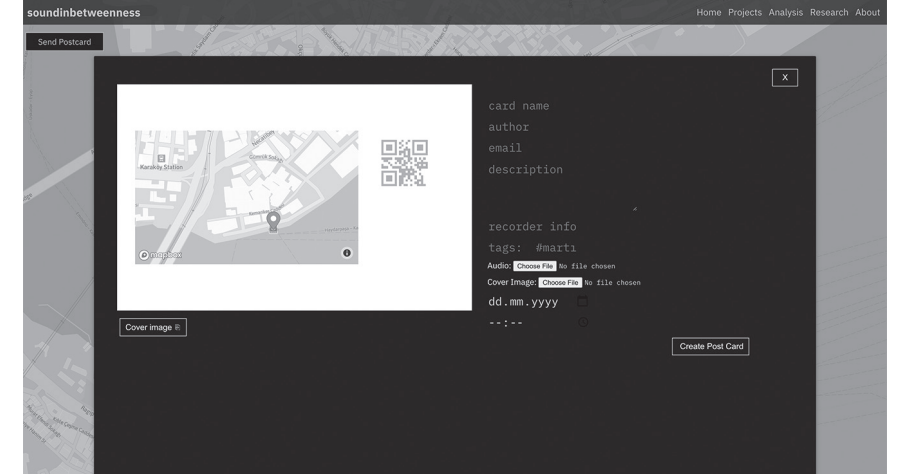 soundinbetweenness
Home Projects Analysis Research About
Send Postcard
X
Karaköy Station
mapbox
Cover image
card name
author
email
description
recorder info
tags: #martı
Audio: Choose File No file chosen
Cover Image: Choose File No file chosen
dd.mm.yyyy
--:--
Create Post Card